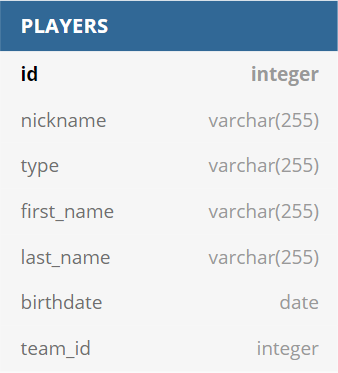 PLAYERS
id integer
nickname varchar(255)
type varchar(255)
first_name varchar(255)
last_name varchar(255)
birthdate date
team_id integer